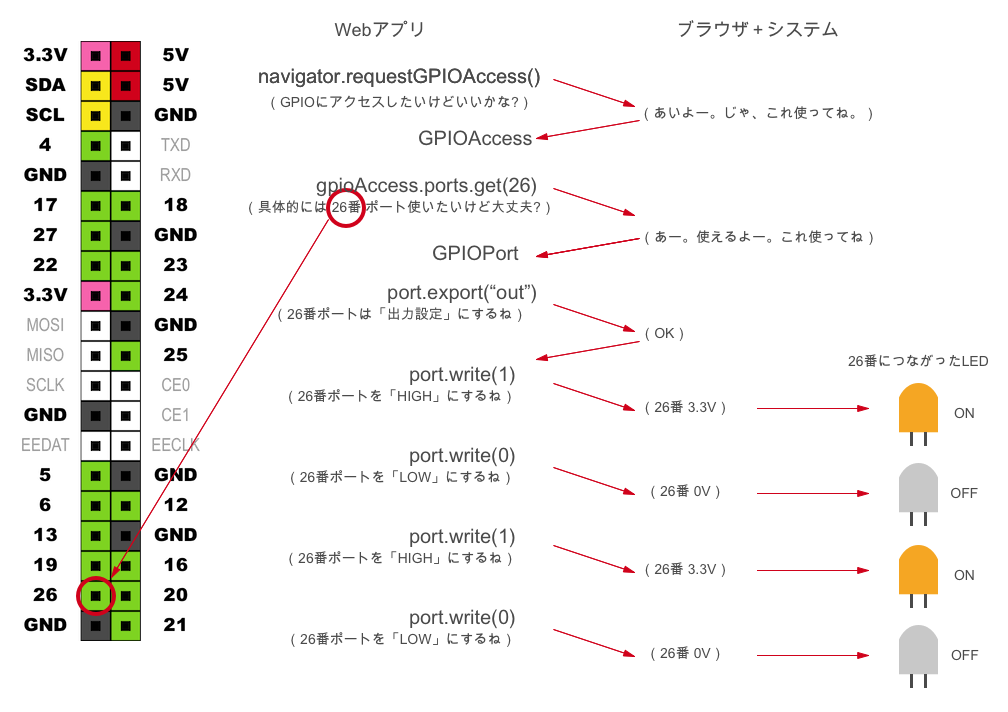 Webアプリ
ブラウザ＋システム
3.3V 5V
SDA 5V
SCL GND
4 TXD
GND RXD
17 18
27 GND
22 23
3.3V 24
MOSI GND
MISO 25
SCLK CE0
GND CE1
EEDAT EECLK
5 GND
6 12
13 GND
19 16
26 20
GND 21
navigator.requestGPIOAccess()
( GPIOにアクセスしたいけどいいかな? )
( あいよー。じゃ、これ使ってね。 )
GPIOAccess
gpioAccess.ports.get(26)
( 具体的には 26番 ポート使いたいけど大丈夫? )
( あー。使えるよー。これ使ってね )
GPIOPort
port.export(“out”)
( 26番ポートは「出力設定」にするね )
( OK )
port.write(1)
( 26番ポートを「HIGH」にするね )
( 26番 3.3V )
26番につながったLED
ON
port.write(0)
( 26番ポートを「LOW」にするね )
( 26番 0V )
OFF
port.write(1)
( 26番ポートを「HIGH」にするね )
( 26番 3.3V )
ON
port.write(0)
( 26番ポートを「LOW」にするね )
( 26番 0V )
OFF